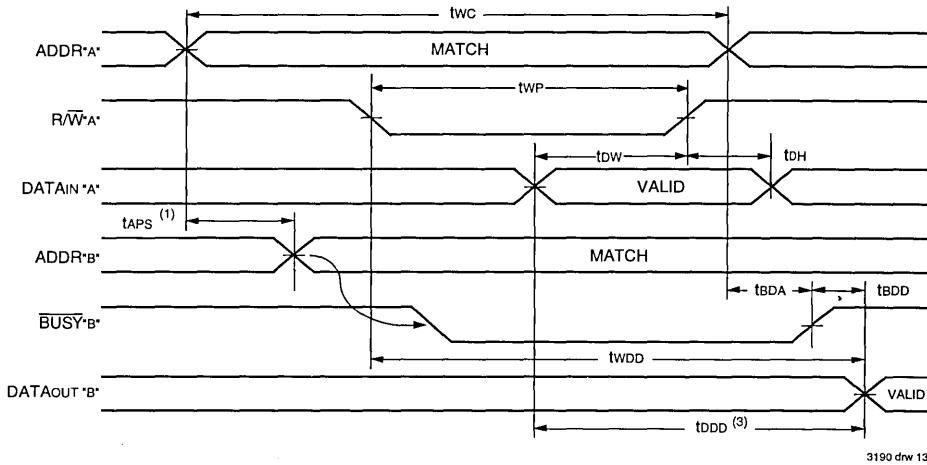 tWC
ADDR"A"
MATCH
tWP
R/W̅"A"
tDW
tDH
DATAIN "A"
VALID
tAPS (1)
ADDR"B"
MATCH
tBDA
tBDD
B̅U̅S̅Y̅"B"
tWDD
DATAOUT "B"
VALID
tDDD (3)
3190 drw 13